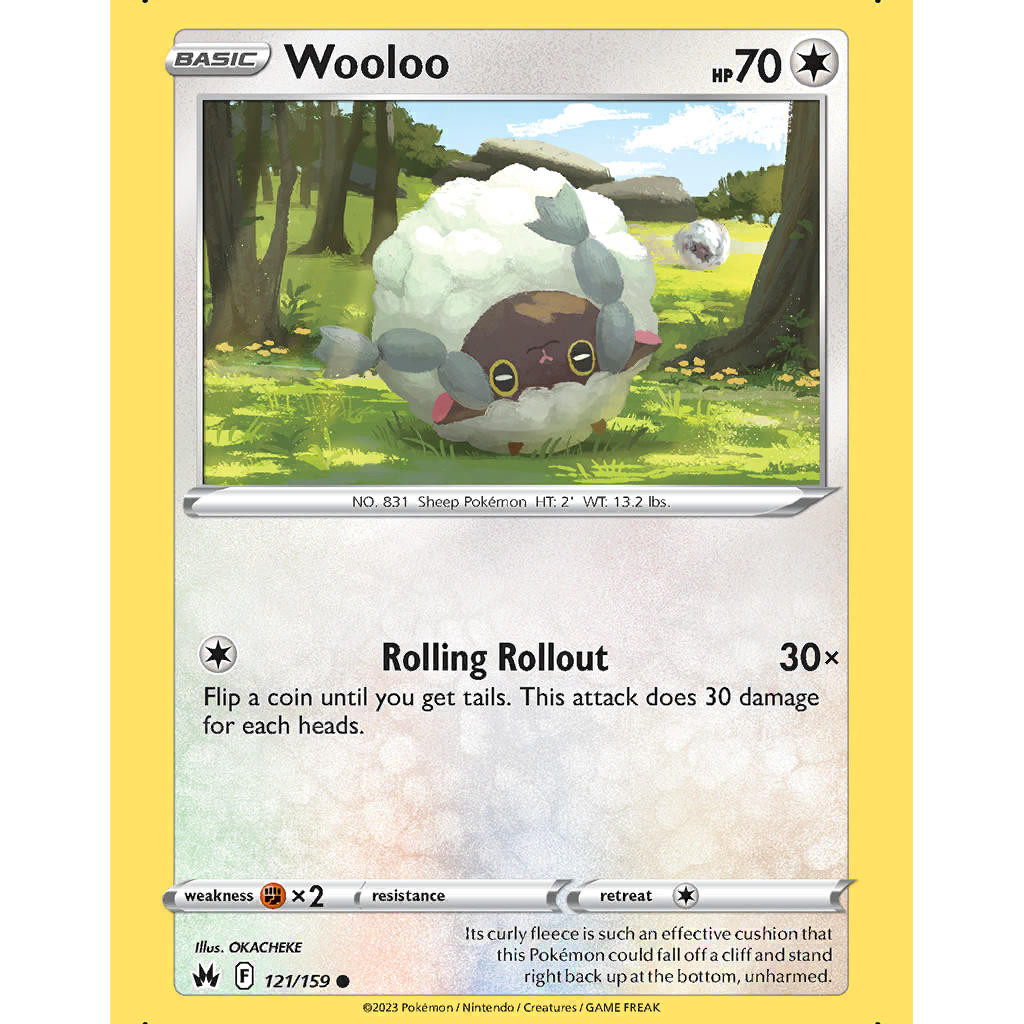 BASIC Wooloo HP 70
NO. 831 Sheep Pokémon HT: 2' WT: 13.2 lbs.
Rolling Rollout 30×
Flip a coin until you get tails. This attack does 30 damage
for each heads.
weakness ×2 resistance retreat
Illus. OKACHEKE
F 121/159
Its curly fleece is such an effective cushion that
this Pokémon could fall off a cliff and stand
right back up at the bottom, unharmed.
©2023 Pokémon / Nintendo / Creatures / GAME FREAK